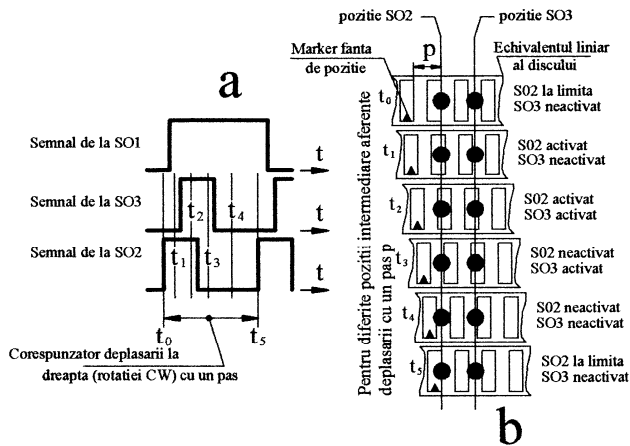 a
Semnal de la SO1
t
Semnal de la SO3
t2
t4
t
Semnal de la SO2
t1
t3
t
t0
t5
Corespunzator deplasarii la
dreapta (rotatiei CW) cu un pas
pozitie SO2
pozitie SO3
Marker fanta
de pozitie
p
Echivalentul liniar
al discului
Pentru diferite pozitii intermediare aferente
deplasarii cu un pas p
t0
S02 la limita
SO3 neactivat
t1
SO2 activat
SO3 neactivat
t2
SO2 activat
SO3 activat
t3
S02 neactivat
SO3 activat
t4
S02 neactivat
SO3 neactivat
t5
SO2 la limita
SO3 neactivat
b